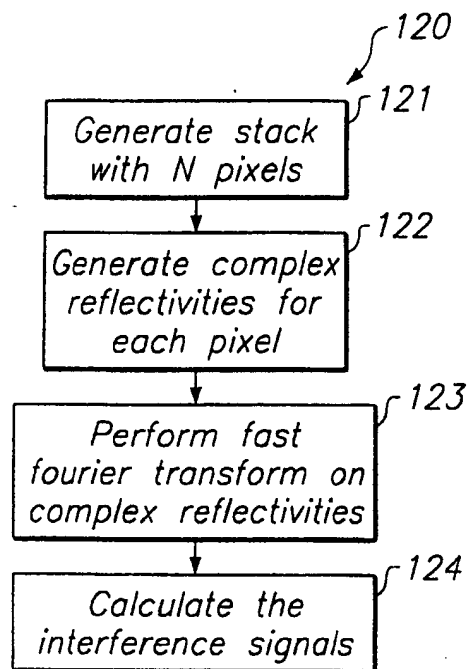 120
121
Generate stack
with N pixels
122
Generate complex
reflectivities for
each pixel
123
Perform fast
fourier transform on
complex reflectivities
124
Calculate the
interference signals